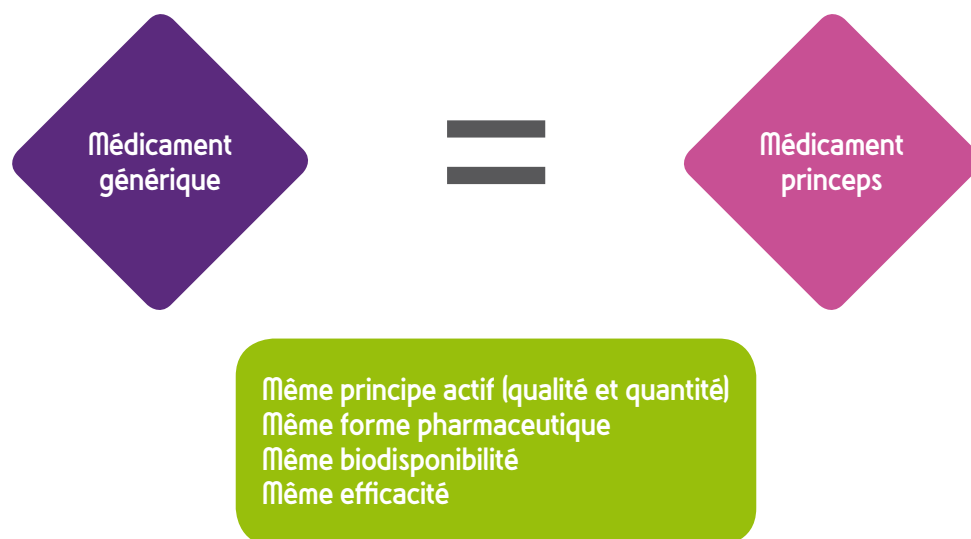 Médicament
générique
=
Médicament
princeps
Même principe actif (qualité et quantité)
Même forme pharmaceutique
Même biodisponibilité
Même efficacité